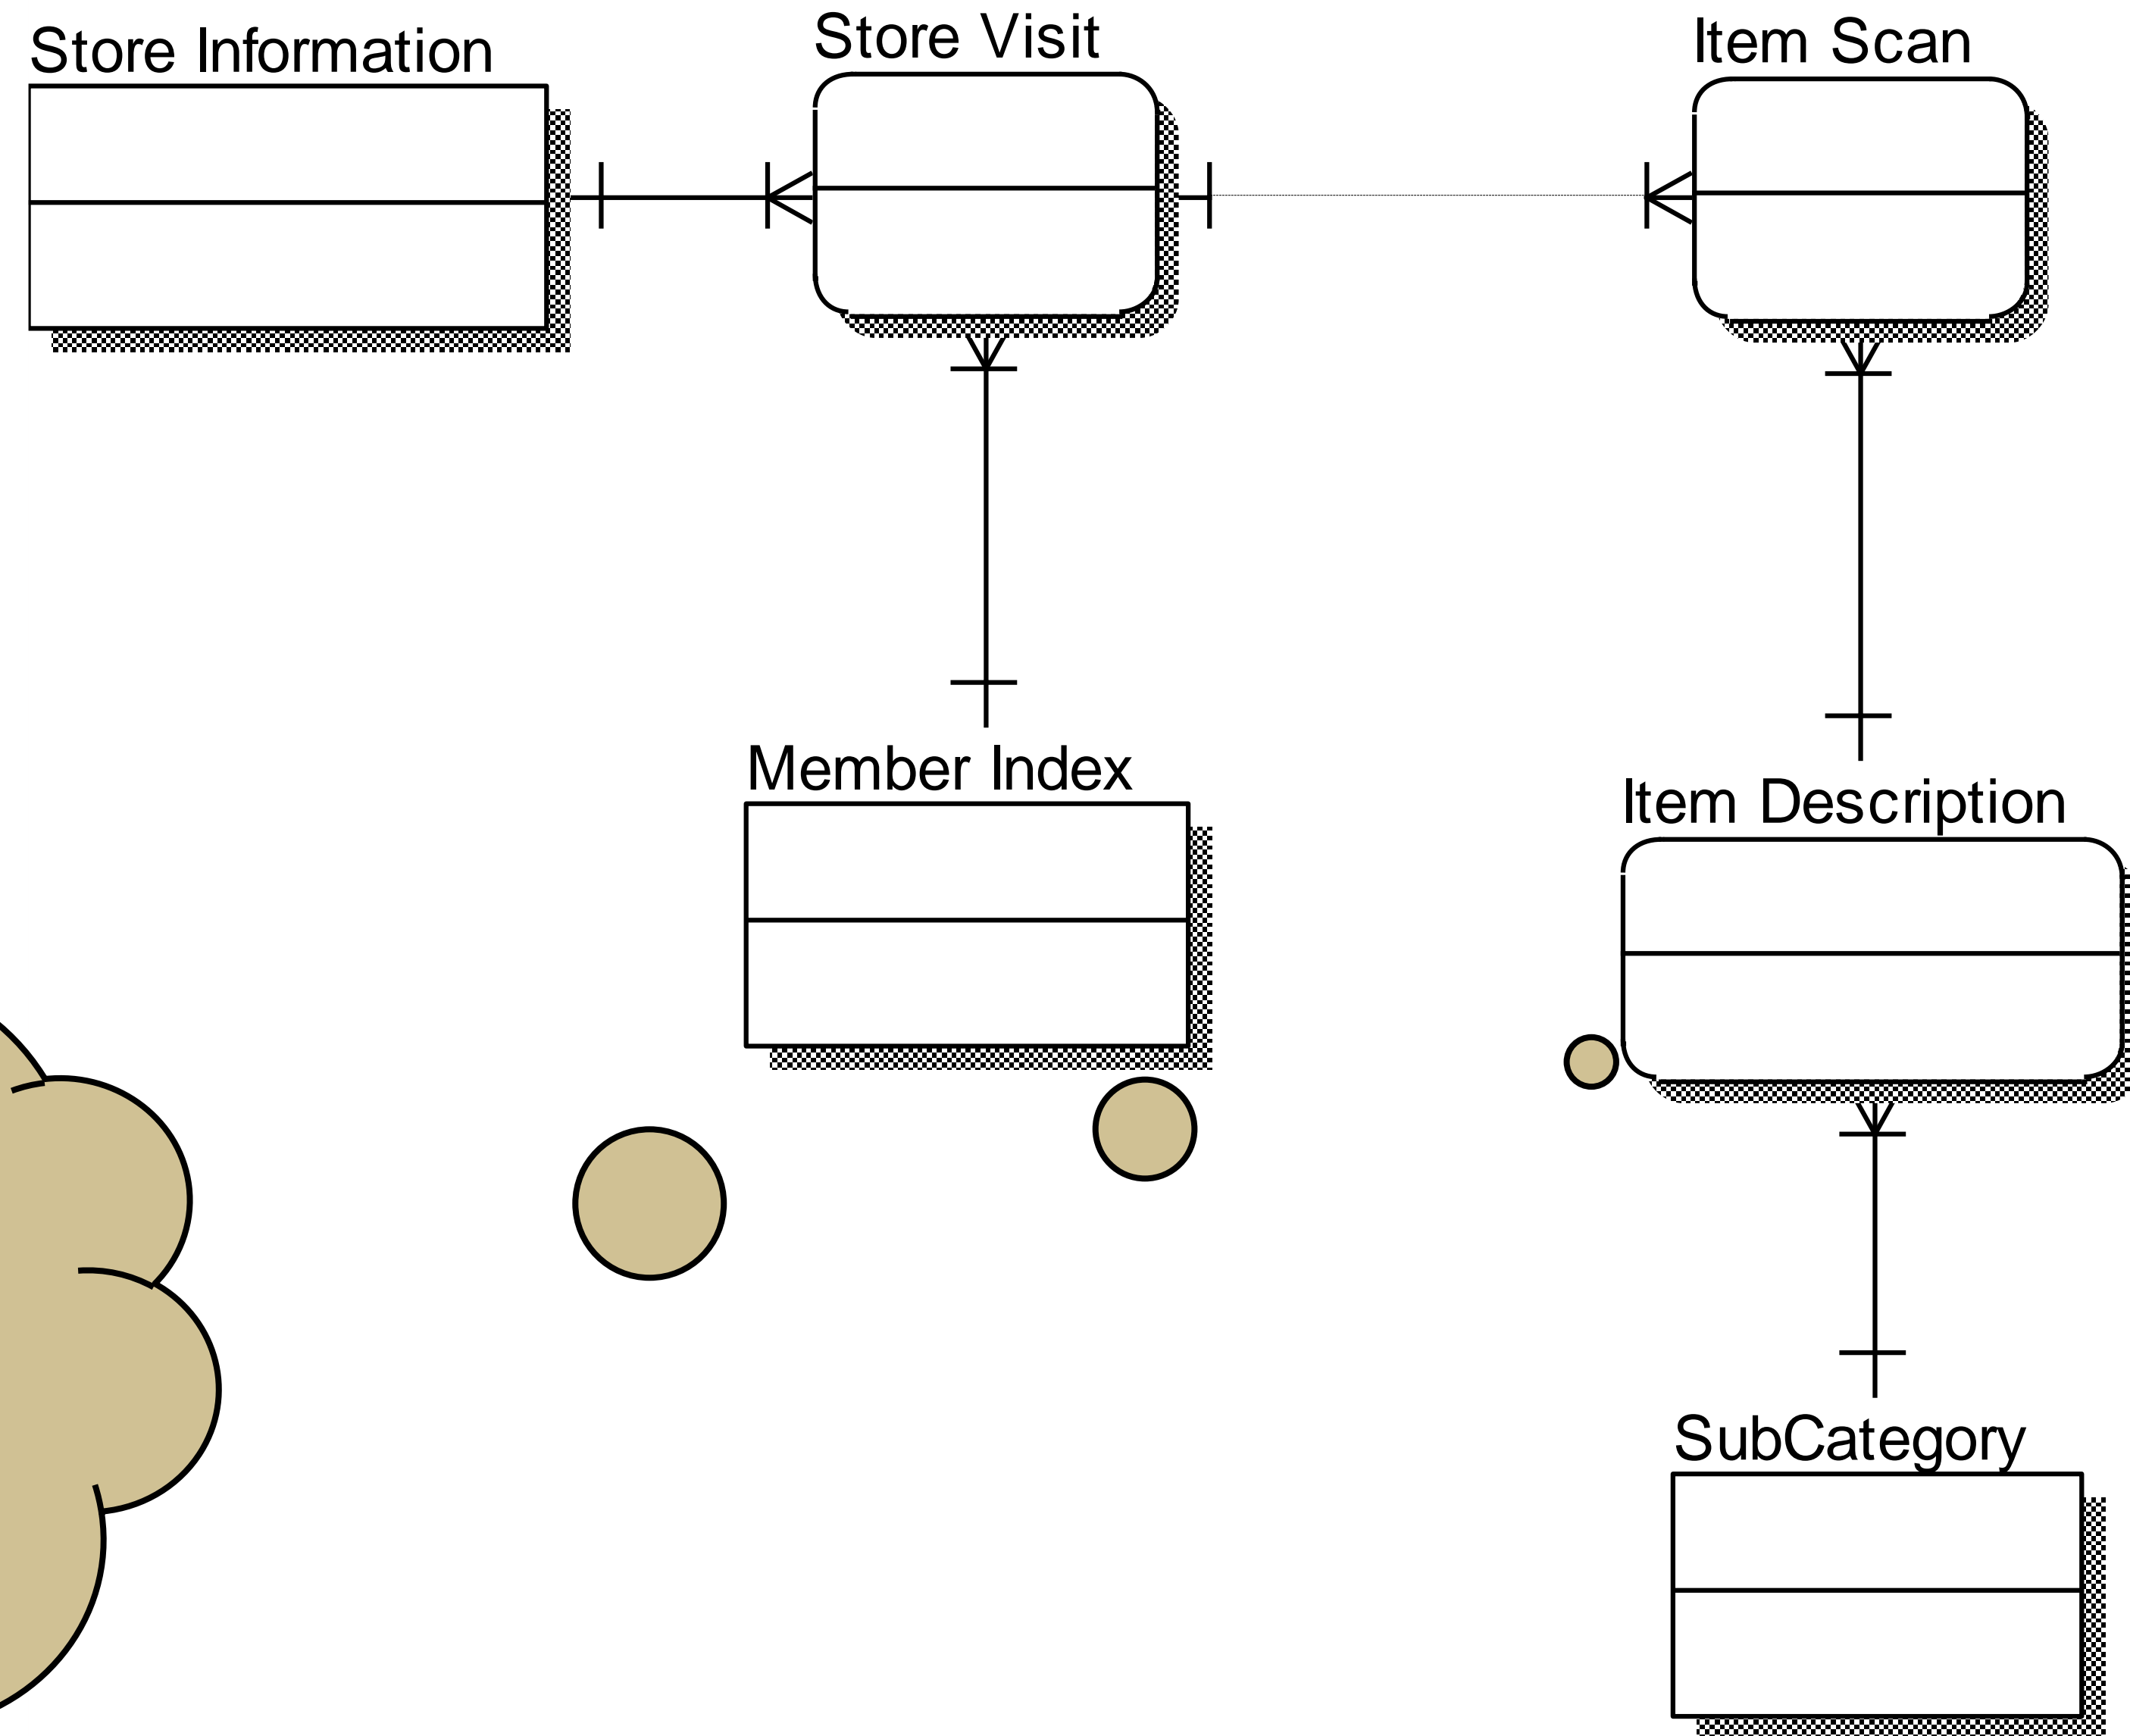 Store Information
Store Visit
Item Scan
Member Index
Item Description
SubCategory